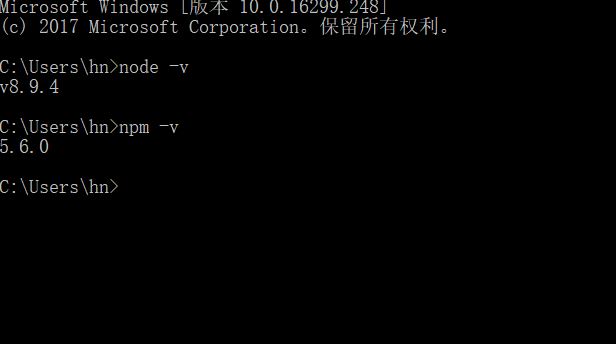 Microsoft Windows [版本 10.0.16299.248]
(c) 2017 Microsoft Corporation。保留所有权利。
C:\Users\hn>node -v
v8.9.4
C:\Users\hn>npm -v
5.6.0
C:\Users\hn>